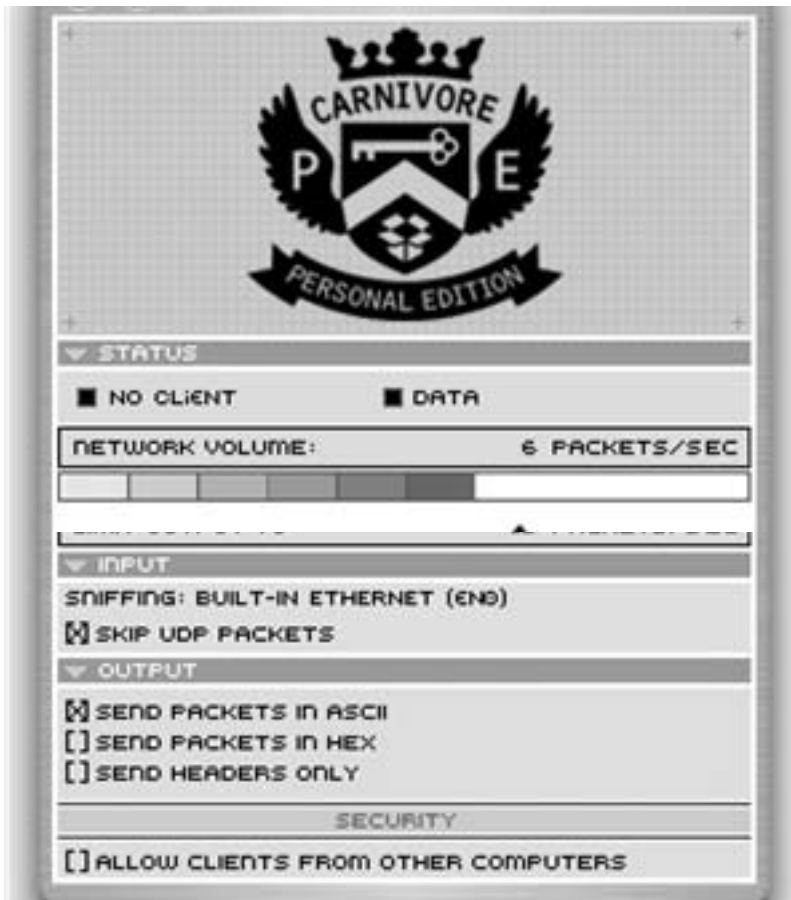 CARNIVORE
P E
PERSONAL EDITION
STATUS
NO CLIENT DATA
NETWORK VOLUME: 6 PACKETS/SEC
INPUT
SNIFFING: BUILT-IN ETHERNET (EN0)
[X] SKIP UDP PACKETS
OUTPUT
[X] SEND PACKETS IN ASCII
[ ] SEND PACKETS IN HEX
[ ] SEND HEADERS ONLY
SECURITY
[ ] ALLOW CLIENTS FROM OTHER COMPUTERS